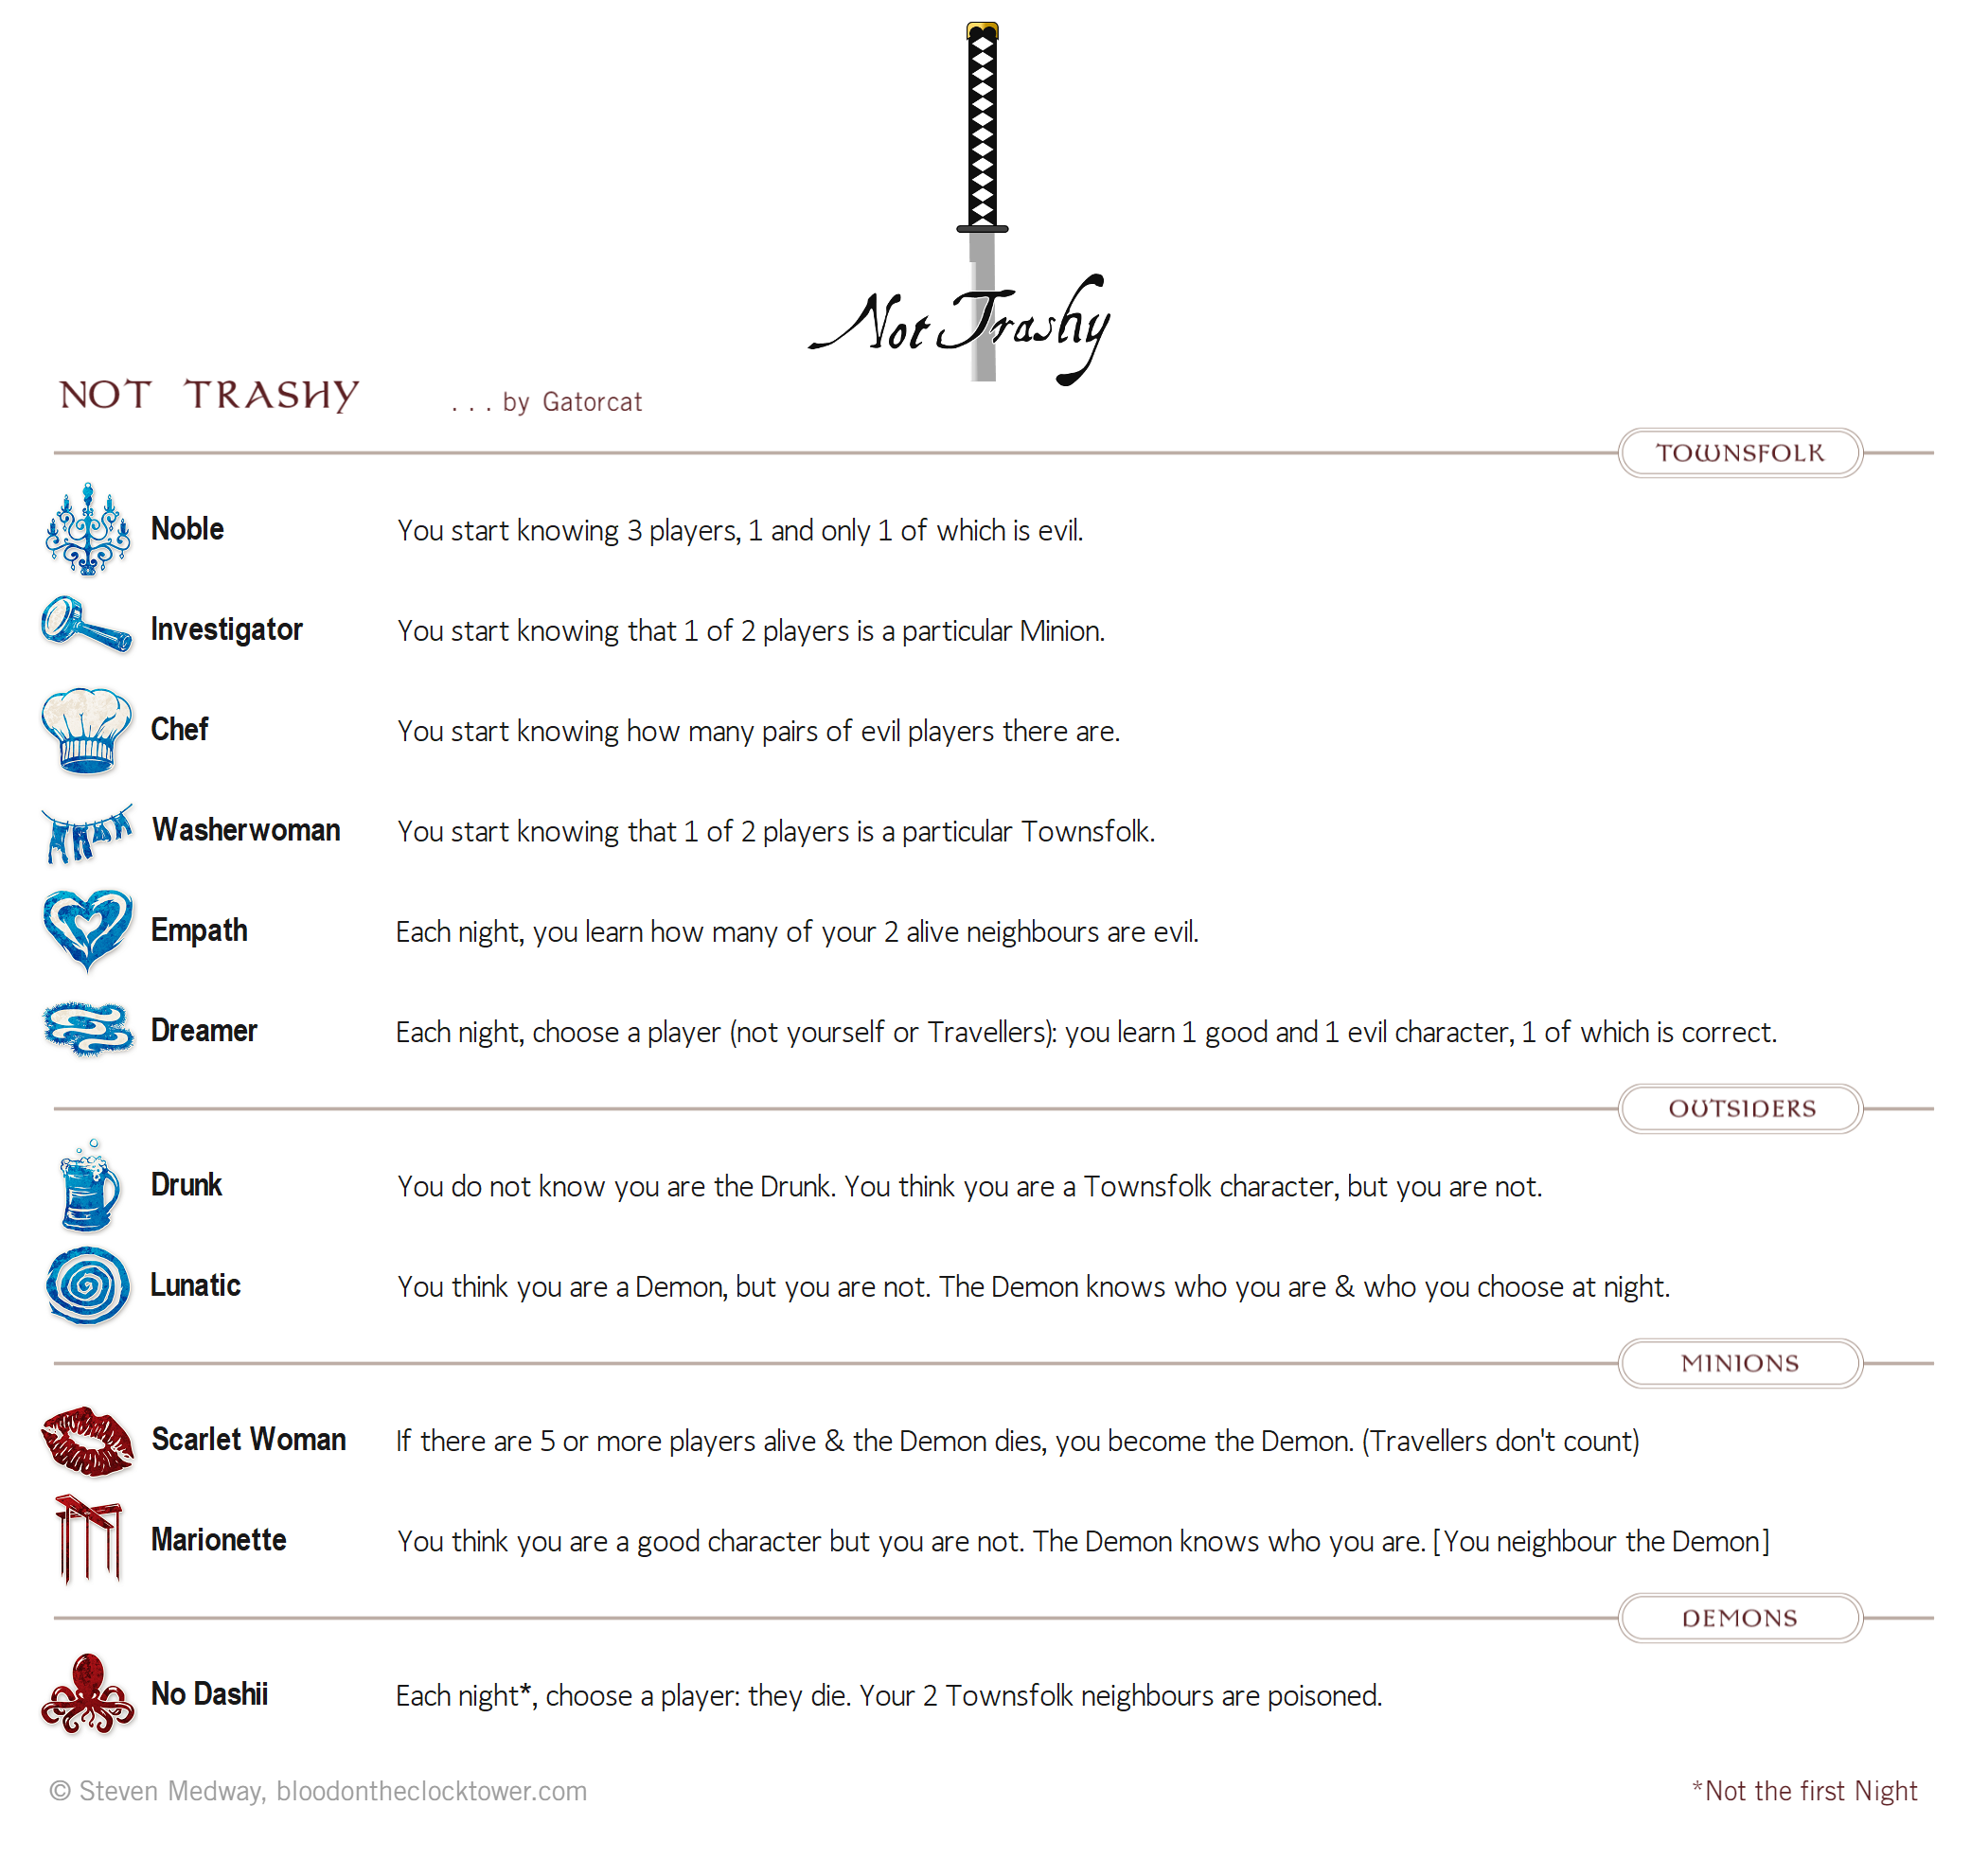 Not Trashy
NOT TRASHY . . . by Gatorcat
TOWNSFOLK
Noble You start knowing 3 players, 1 and only 1 of which is evil.
Investigator You start knowing that 1 of 2 players is a particular Minion.
Chef You start knowing how many pairs of evil players there are.
Washerwoman You start knowing that 1 of 2 players is a particular Townsfolk.
Empath Each night, you learn how many of your 2 alive neighbours are evil.
Dreamer Each night, choose a player (not yourself or Travellers): you learn 1 good and 1 evil character, 1 of which is correct.
OUTSIDERS
Drunk You do not know you are the Drunk. You think you are a Townsfolk character, but you are not.
Lunatic You think you are a Demon, but you are not. The Demon knows who you are & who you choose at night.
MINIONS
Scarlet Woman If there are 5 or more players alive & the Demon dies, you become the Demon. (Travellers don't count)
Marionette You think you are a good character but you are not. The Demon knows who you are. [You neighbour the Demon]
DEMONS
No Dashii Each night*, choose a player: they die. Your 2 Townsfolk neighbours are poisoned.
© Steven Medway, bloodontheclocktower.com *Not the first Night